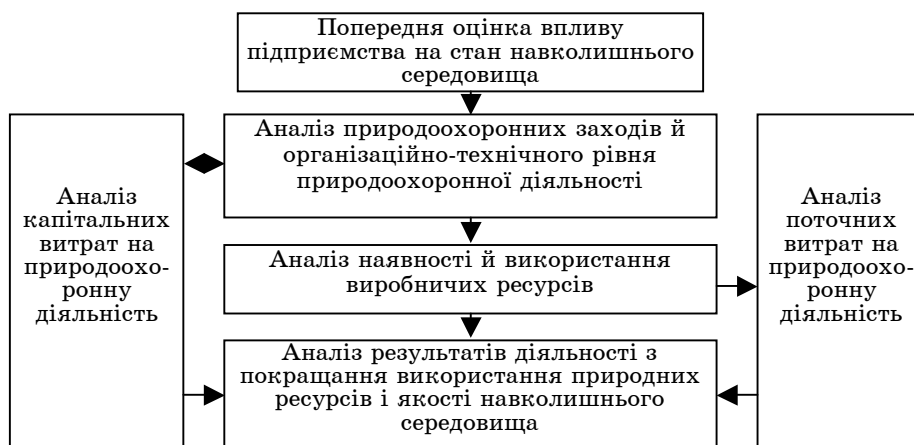 Попередня оцінка впливу
підприємства на стан навколишнього
середовища
Аналіз природоохоронних заходів й
організаційно-технічного рівня
природоохоронної діяльності
Аналіз
капітальних
витрат на
природоохо-
ронну
діяльність
Аналіз
поточних
витрат на
природоохо-
ронну
діяльність
Аналіз наявності й використання
виробничих ресурсів
Аналіз результатів діяльності з
покращання використання природних
ресурсів і якості навколишнього
середовища